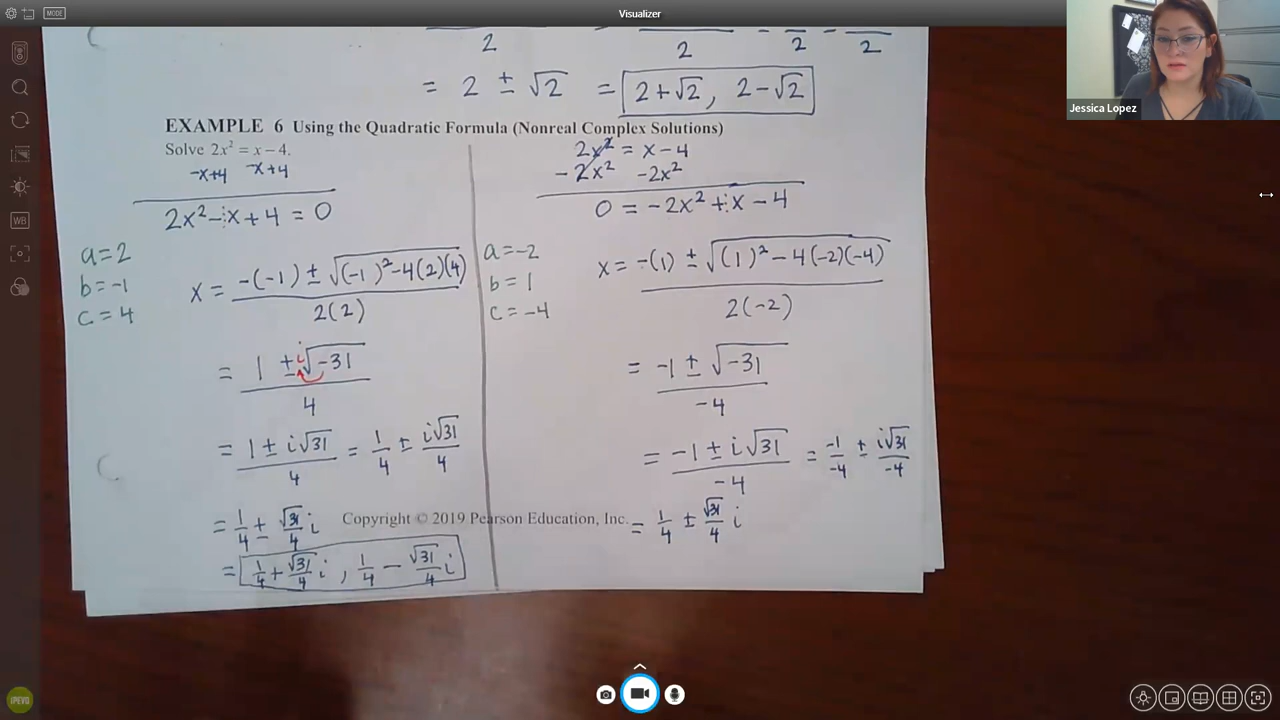 MODE
Visualizer
Jessica Lopez
2 2 2 2
= 2 ± √2 = 2+√2, 2-√2
EXAMPLE 6 Using the Quadratic Formula (Nonreal Complex Solutions)
Solve 2x² = x – 4.
-x+4 -x+4
2x²-1x+4 = 0
a=2
b=-1
c=4
x = -(-1) ± √(-1)²-4(2)(4)
2(2)
= 1 ± i√-31
4
= 1 ± i√31 = 1/4 ± i√31/4
4
= 1/4 ± √31/4 i
= 1/4 + √31/4 i, 1/4 - √31/4 i
2x² = x-4
-2x² -2x²
0 = -2x²+1x-4
a=-2
b=1
c=-4
x = -(1) ± √(1)²-4(-2)(-4)
2(-2)
= -1 ± √-31
-4
= -1 ± i√31 = -1/-4 ± i√31/-4
-4
= 1/4 ± √31/4 i
Copyright © 2019 Pearson Education, Inc.
WB
iPEVO